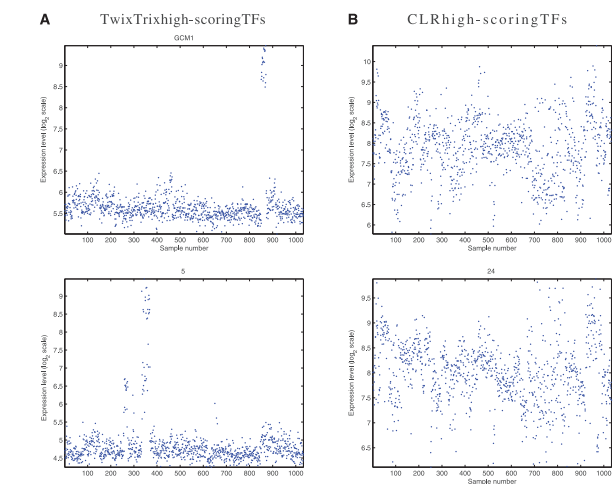 A TwixTrixhigh-scoringTFs
GCM1
9
8,5
8
7,5
7
6,5
6
5,5
Expression level (log2 scale)
100 200 300 400 500 600 700 800 900 1000
Sample number
B CLRhigh-scoringTFs
10
9,5
9
8,5
8
7,5
7
6,5
6
Expression level (log2 scale)
100 200 300 400 500 600 700 800 900 1000
Sample number
5
9
8,5
8
7,5
7
6,5
6
5,5
5
4,5
Expression level (log2 scale)
100 200 300 400 500 600 700 800 900 1000
Sample number
24
9,5
9
8,5
8
7,5
7
6,5
Expression level (log2 scale)
100 200 300 400 500 600 700 800 900 1000
Sample number